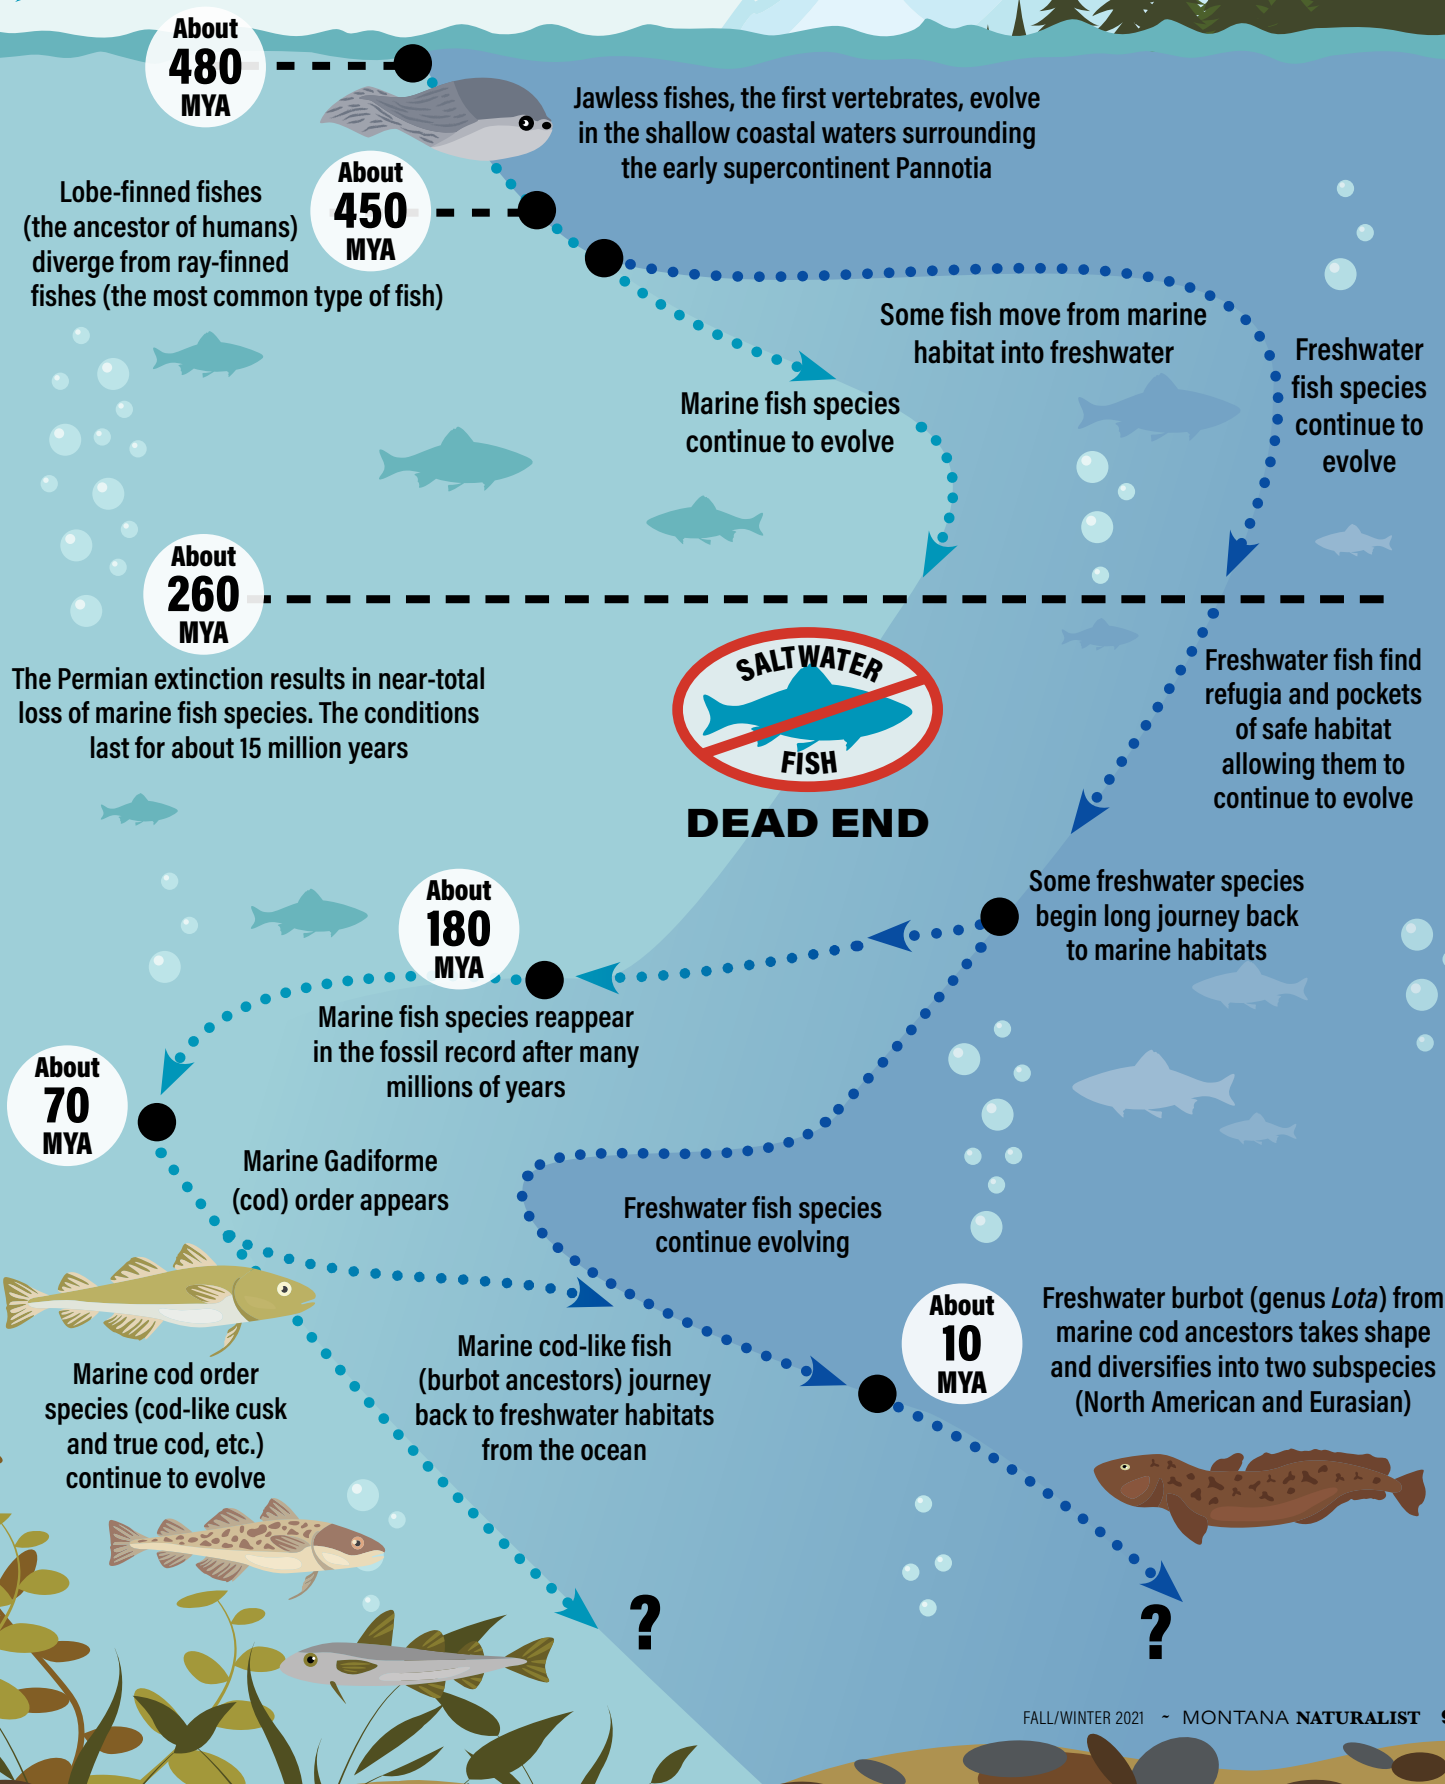 About
480
MYA
Jawless fishes, the first vertebrates, evolve
in the shallow coastal waters surrounding
the early supercontinent Pannotia
About
450
MYA
Lobe-finned fishes
(the ancestor of humans)
diverge from ray-finned
fishes (the most common type of fish)
Some fish move from marine
habitat into freshwater
Freshwater
fish species
continue to
evolve
Marine fish species
continue to evolve
About
260
MYA
The Permian extinction results in near-total
loss of marine fish species. The conditions
last for about 15 million years
SALTWATER
FISH
DEAD END
Freshwater fish find
refugia and pockets
of safe habitat
allowing them to
continue to evolve
Some freshwater species
begin long journey back
to marine habitats
About
180
MYA
Marine fish species reappear
in the fossil record after many
millions of years
About
70
MYA
Marine Gadiforme
(cod) order appears
Freshwater fish species
continue evolving
Marine cod order
species (cod-like cusk
and true cod, etc.)
continue to evolve
Marine cod-like fish
(burbot ancestors) journey
back to freshwater habitats
from the ocean
About
10
MYA
Freshwater burbot (genus Lota) from
marine cod ancestors takes shape
and diversifies into two subspecies
(North American and Eurasian)
?
?
FALL/WINTER 2021 ~ MONTANA NATURALIST